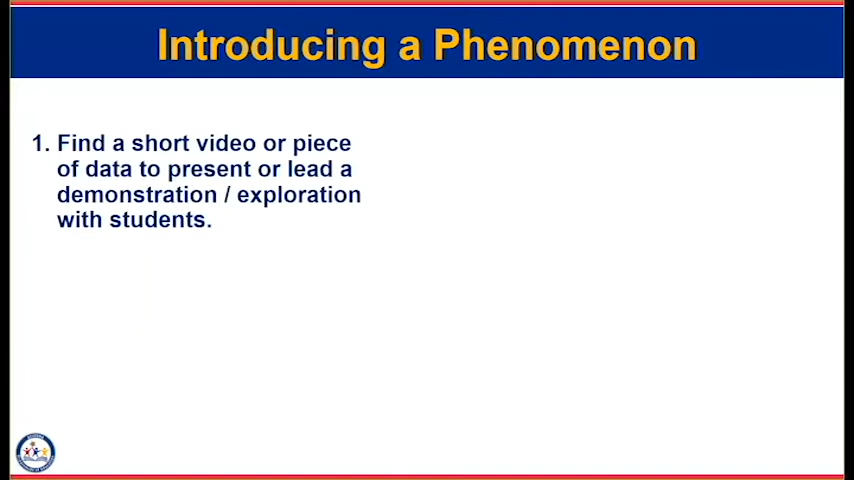 Introducing a Phenomenon
1. Find a short video or piece
of data to present or lead a
demonstration / exploration
with students.